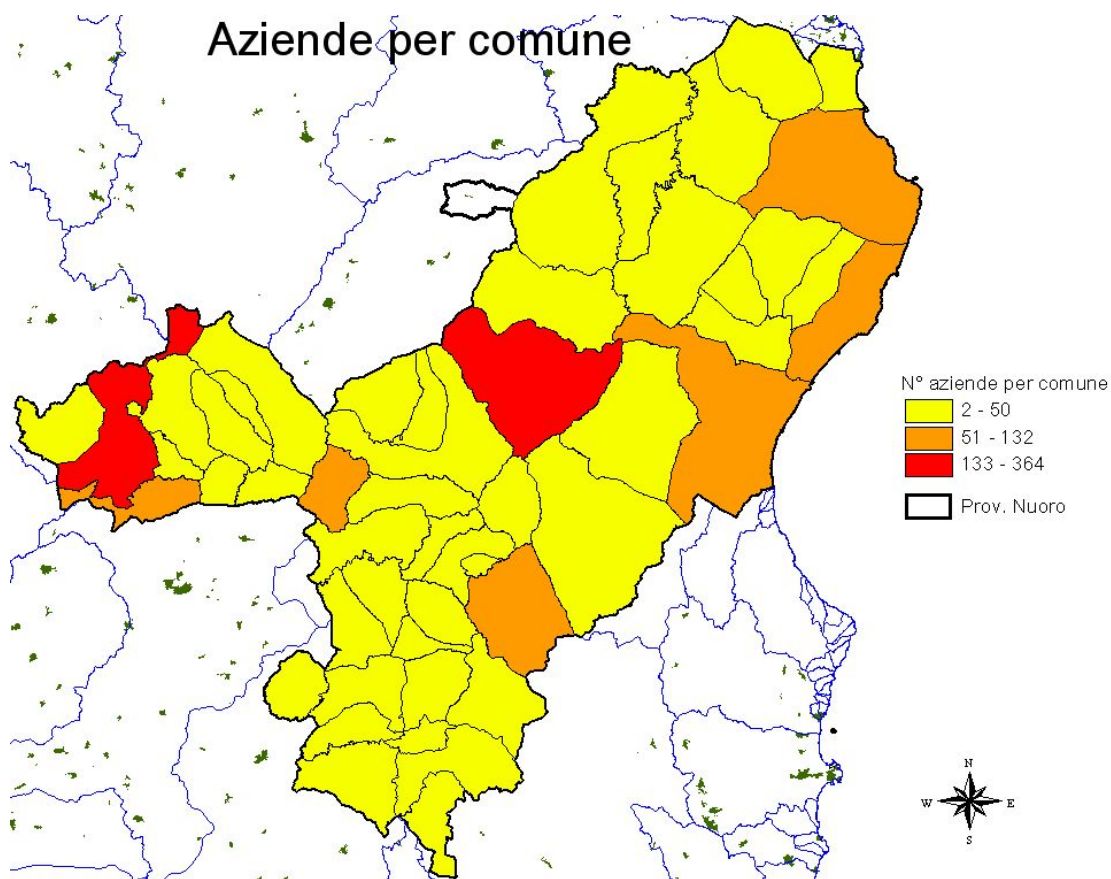 Aziende per comune
N° aziende per comune
2 - 50
51 - 132
133 - 364
Prov. Nuoro
N
W
E
S